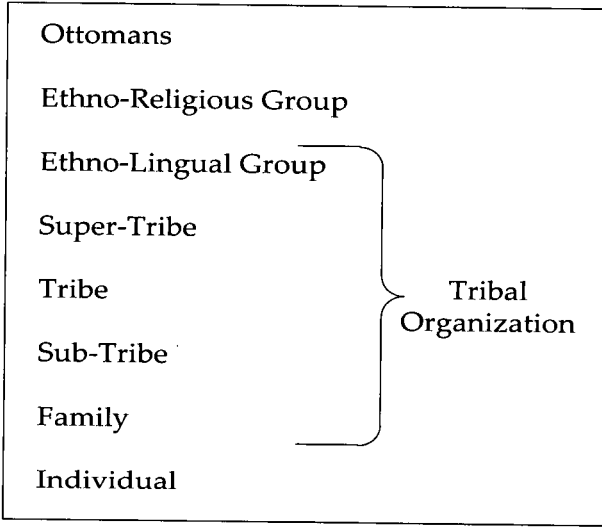 Ottomans
Ethno-Religious Group
Ethno-Lingual Group
Super-Tribe
Tribe
Sub-Tribe
Family
Individual
Tribal
Organization